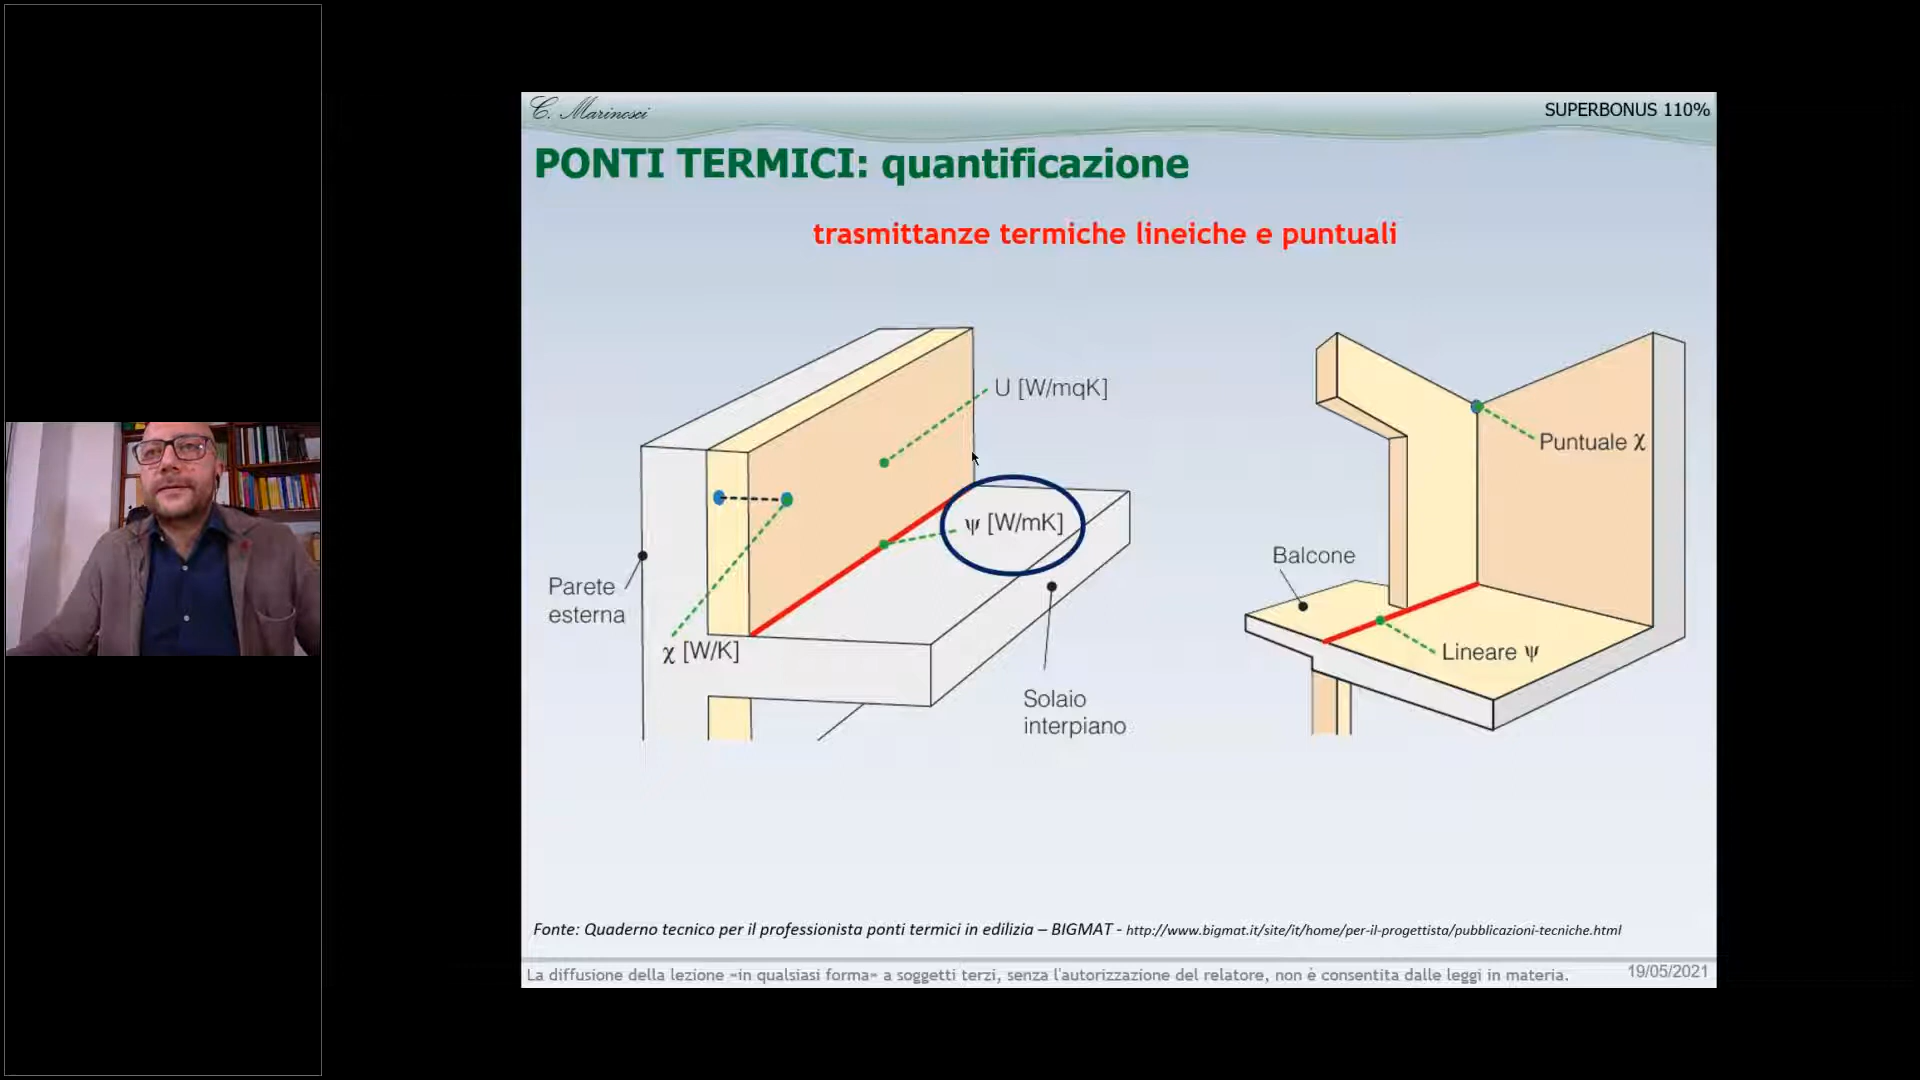 C. Marinosci
SUPERBONUS 110%
PONTI TERMICI: quantificazione
trasmittanze termiche lineiche e puntuali
U [W/mqK]
Puntuale χ
ψ [W/mK]
Balcone
Parete
esterna
χ [W/K]
Lineare ψ
Solaio
interpiano
Fonte: Quaderno tecnico per il professionista ponti termici in edilizia – BIGMAT - http://www.bigmat.it/site/it/home/per-il-progettista/pubblicazioni-tecniche.html
La diffusione della lezione «in qualsiasi forma» a soggetti terzi, senza l'autorizzazione del relatore, non è consentita dalle leggi in materia.
19/05/2021